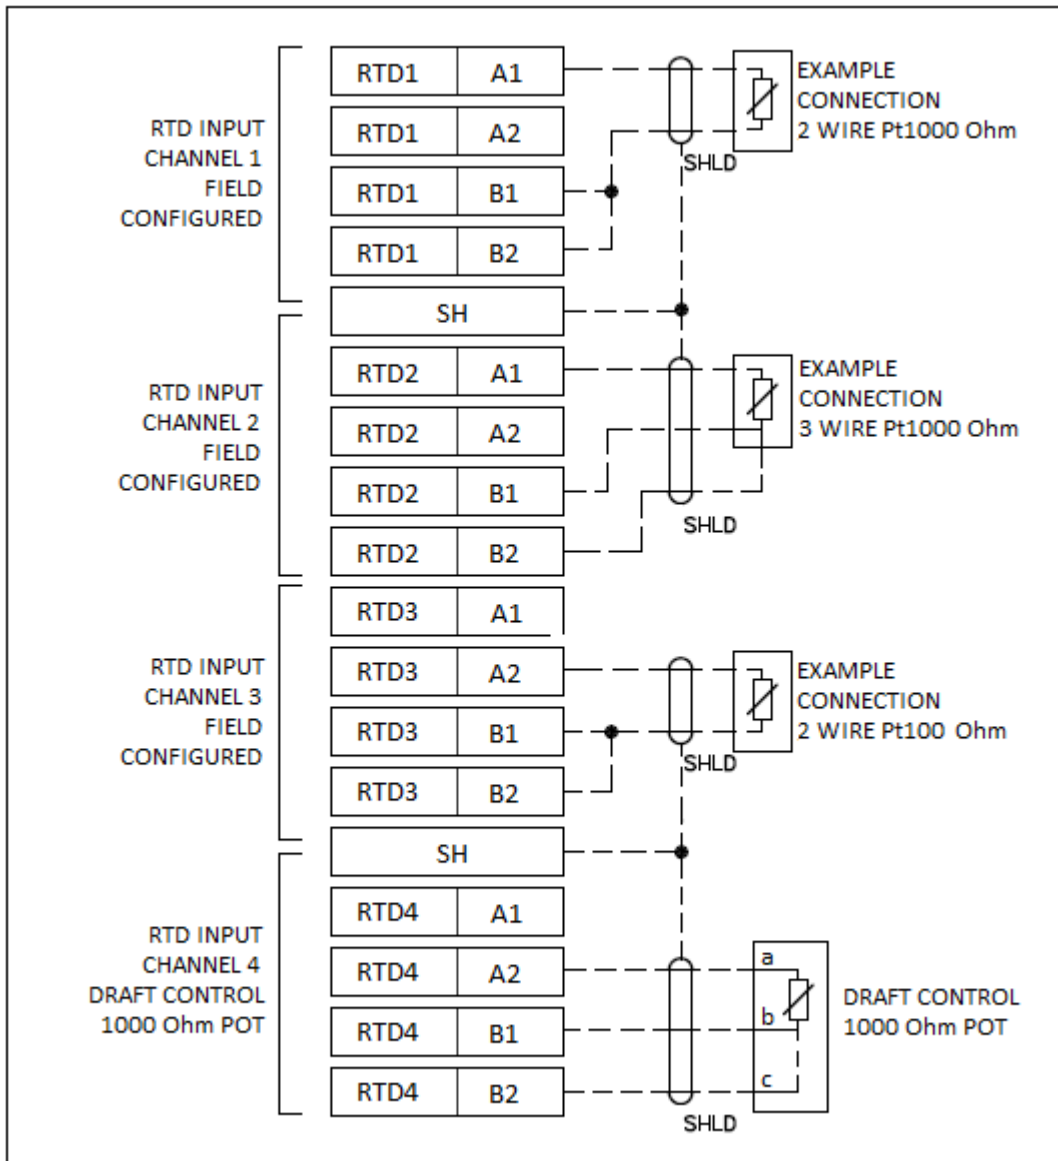 RTD INPUT
CHANNEL 1
FIELD
CONFIGURED
RTD1 A1
RTD1 A2
RTD1 B1
RTD1 B2
SH
SHLD
EXAMPLE
CONNECTION
2 WIRE Pt1000 Ohm
RTD INPUT
CHANNEL 2
FIELD
CONFIGURED
RTD2 A1
RTD2 A2
RTD2 B1
RTD2 B2
SHLD
EXAMPLE
CONNECTION
3 WIRE Pt1000 Ohm
RTD INPUT
CHANNEL 3
FIELD
CONFIGURED
RTD3 A1
RTD3 A2
RTD3 B1
RTD3 B2
SH
SHLD
EXAMPLE
CONNECTION
2 WIRE Pt100 Ohm
RTD INPUT
CHANNEL 4
DRAFT CONTROL
1000 Ohm POT
RTD4 A1
RTD4 A2
RTD4 B1
RTD4 B2
SHLD
a
b
c
DRAFT CONTROL
1000 Ohm POT